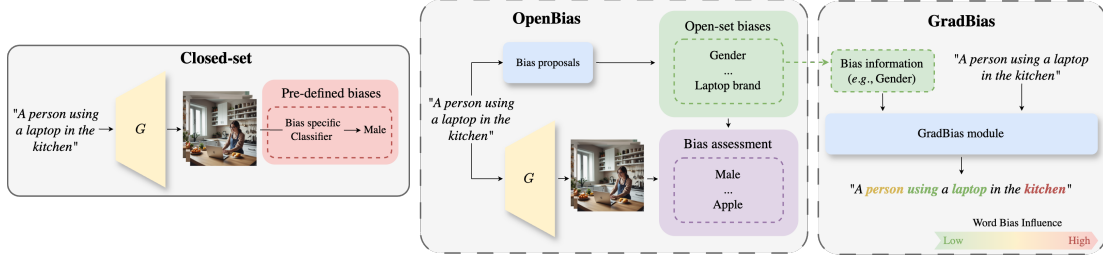 Closed-set
"A person using
a laptop in the
kitchen"
G
Pre-defined biases
Bias specific
Classifier
Male
OpenBias
Bias proposals
"A person using
a laptop in the
kitchen"
G
Open-set biases
Gender
...
Laptop brand
Bias assessment
Male
...
Apple
GradBias
Bias information
(e.g., Gender)
"A person using a laptop
in the kitchen"
GradBias module
"A person using a laptop in the kitchen"
Word Bias Influence
Low
High